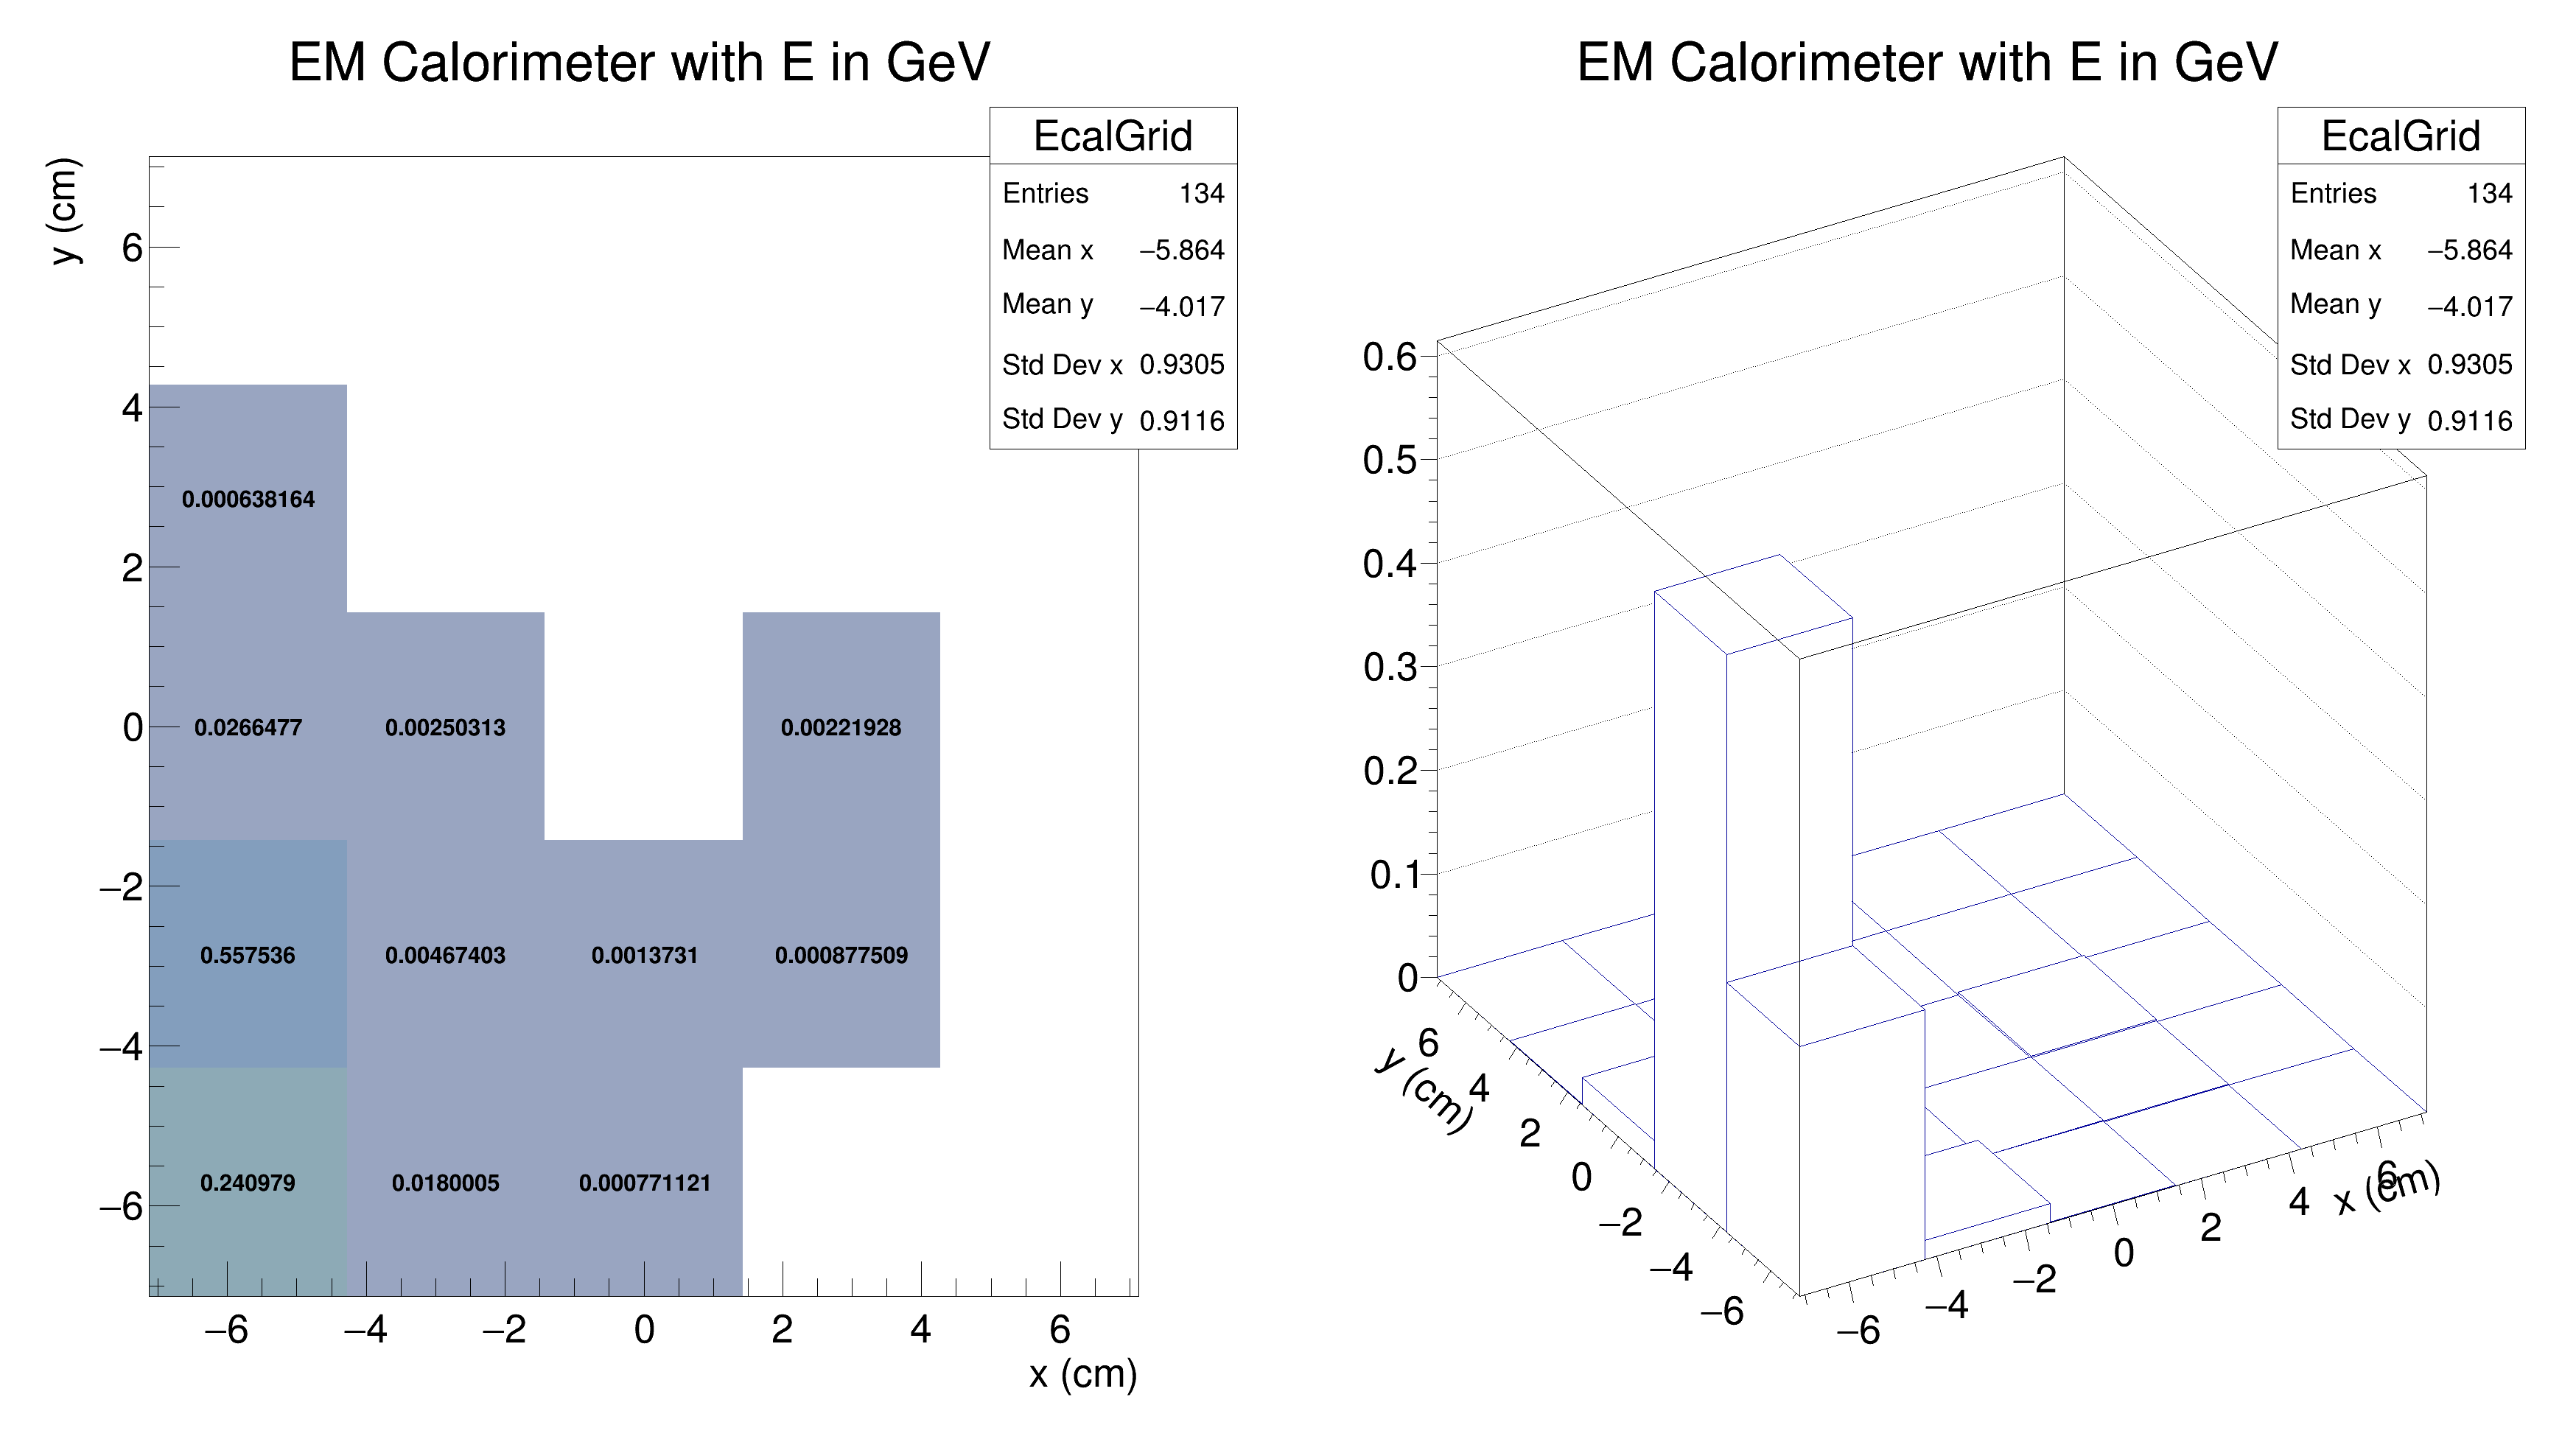 EM Calorimeter with E in GeV
EcalGrid
Entries 134
Mean x −5.864
Mean y −4.017
Std Dev x 0.9305
Std Dev y 0.9116
y (cm)
6
4
2
0
−2
−4
−6
0.000638164
0.0266477 0.00250313 0.00221928
0.557536 0.00467403 0.0013731 0.000877509
0.240979 0.0180005 0.000771121
−6 −4 −2 0 2 4 6
x (cm)
EM Calorimeter with E in GeV
EcalGrid
Entries 134
Mean x −5.864
Mean y −4.017
Std Dev x 0.9305
Std Dev y 0.9116
0.6
0.5
0.4
0.3
0.2
0.1
0
y (cm)
6
4
2
0
−2
−4
−6
−6
−4
−2
0
2
4
6
x (cm)